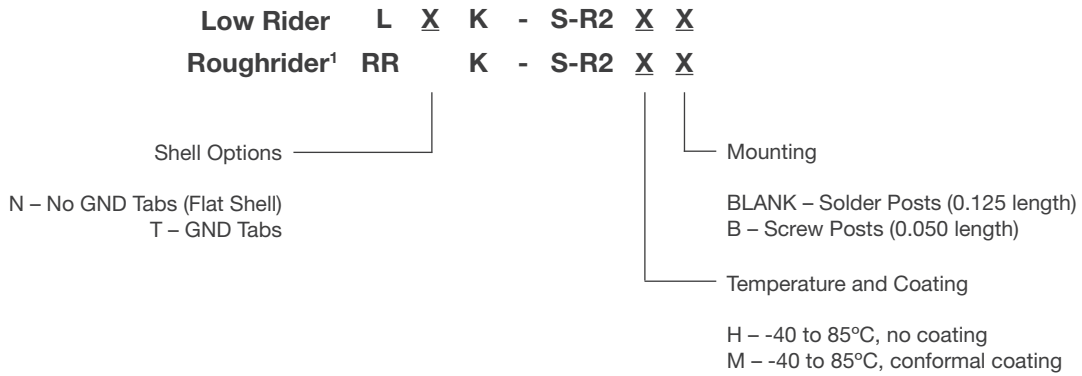 Low Rider L X K - S-R2 X X
Roughrider¹ RR K - S-R2 X X
Shell Options
N – No GND Tabs (Flat Shell)
T – GND Tabs
Mounting
BLANK – Solder Posts (0.125 length)
B – Screw Posts (0.050 length)
Temperature and Coating
H – -40 to 85ºC, no coating
M – -40 to 85ºC, conformal coating